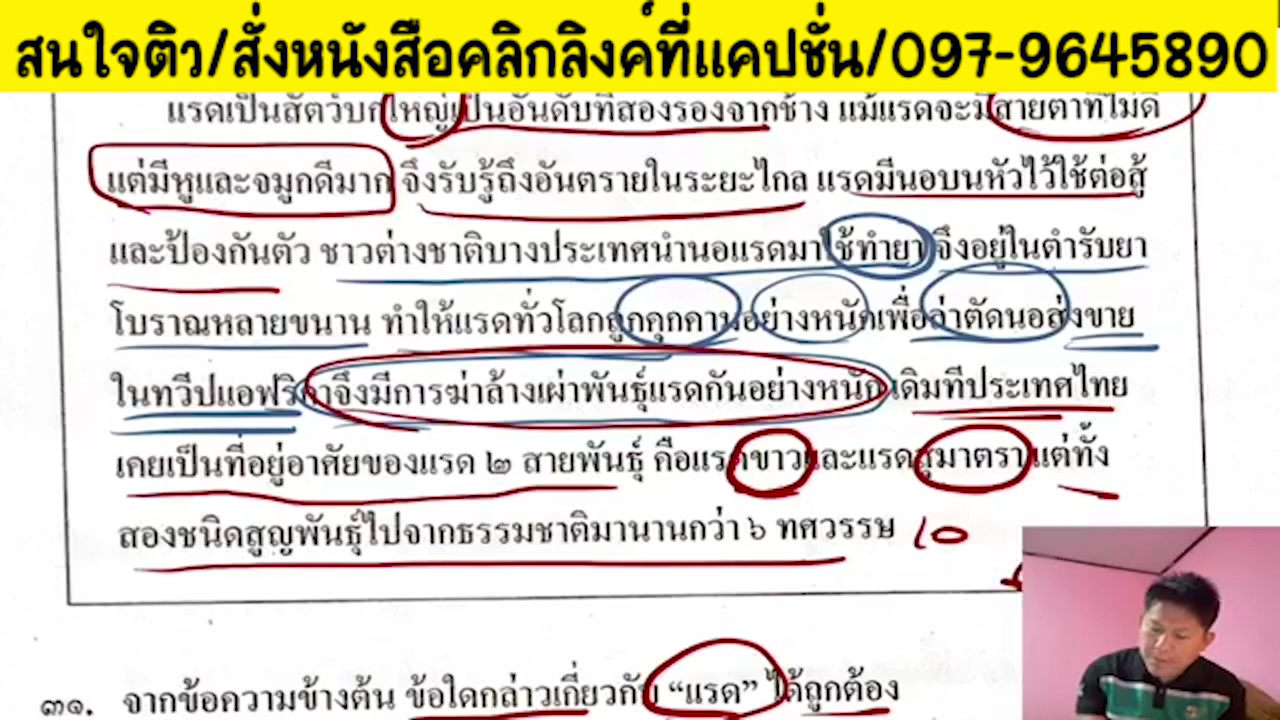 สนใจติว/สั่งหนังสือคลิกลิงค์ที่แคปชั่น/097-9645890
แรดเป็นสัตว์บกใหญ่เป็นอันดับที่สองรองจากช้าง แม้แรดจะมีสายตาที่ไม่ดี
แต่มีหูและจมูกดีมาก จึงรับรู้ถึงอันตรายในระยะไกล แรดมีนอบนหัวไว้ใช้ต่อสู้
และป้องกันตัว ชาวต่างชาติบางประเทศนำนอแรดมาใช้ทำยา จึงอยู่ในตำรับยา
โบราณหลายขนาน ทำให้แรดทั่วโลกถูกคุกคามอย่างหนักเพื่อล่าตัดนอส่งขาย
ในทวีปแอฟริกาจึงมีการฆ่าล้างเผ่าพันธุ์แรดกันอย่างหนัก เดิมทีประเทศไทย
เคยเป็นที่อยู่อาศัยของแรด ๒ สายพันธุ์ คือแรดขาวและแรดสุมาตรา แต่ทั้ง
สองชนิดสูญพันธุ์ไปจากธรรมชาติมานานกว่า ๖ ทศวรรษ 10
๓๑. จากข้อความข้างต้น ข้อใดกล่าวเกี่ยวกับ “แรด” ได้ถูกต้อง